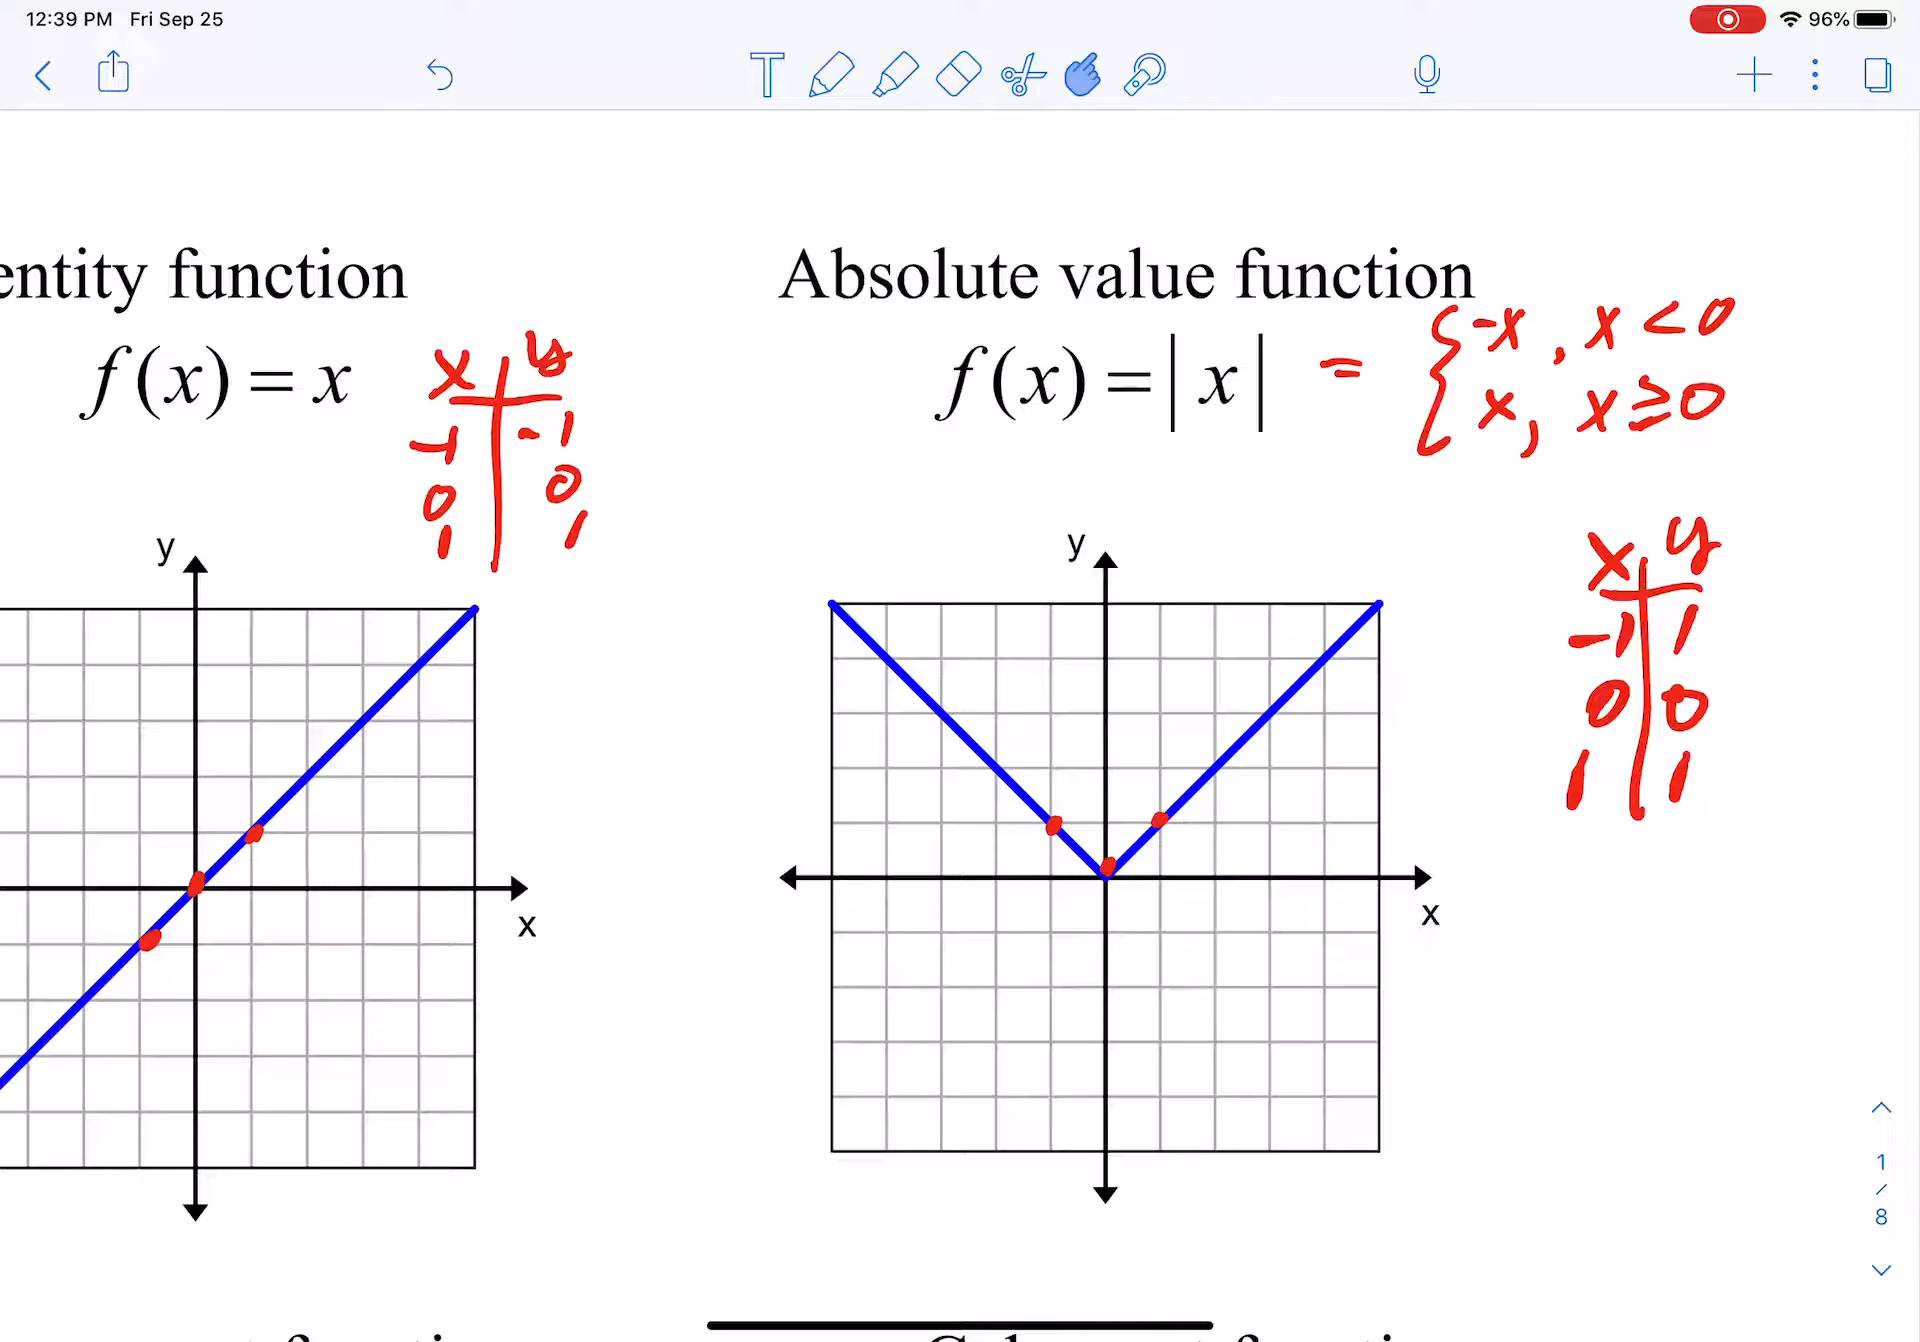 12:39 PM Fri Sep 25
96%
entity function
f(x) = x
x y
-1 -1
0 0
1 1
y
x
Absolute value function
f(x) = |x| = { -x, x < 0
x, x ≥ 0
x y
-1 1
0 0
1 1
y
x
1
/
8